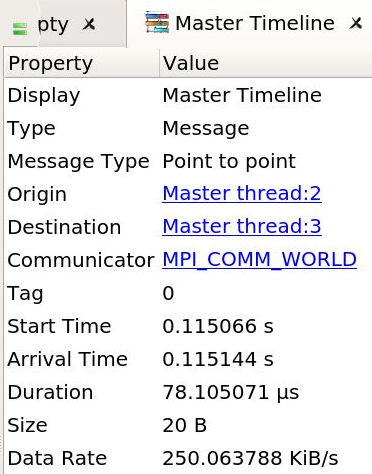 pty Master Timeline
Property Value
Display Master Timeline
Type Message
Message Type Point to point
Origin Master thread:2
Destination Master thread:3
Communicator MPI_COMM_WORLD
Tag 0
Start Time 0.115066 s
Arrival Time 0.115144 s
Duration 78.105071 µs
Size 20 B
Data Rate 250.063788 KiB/s